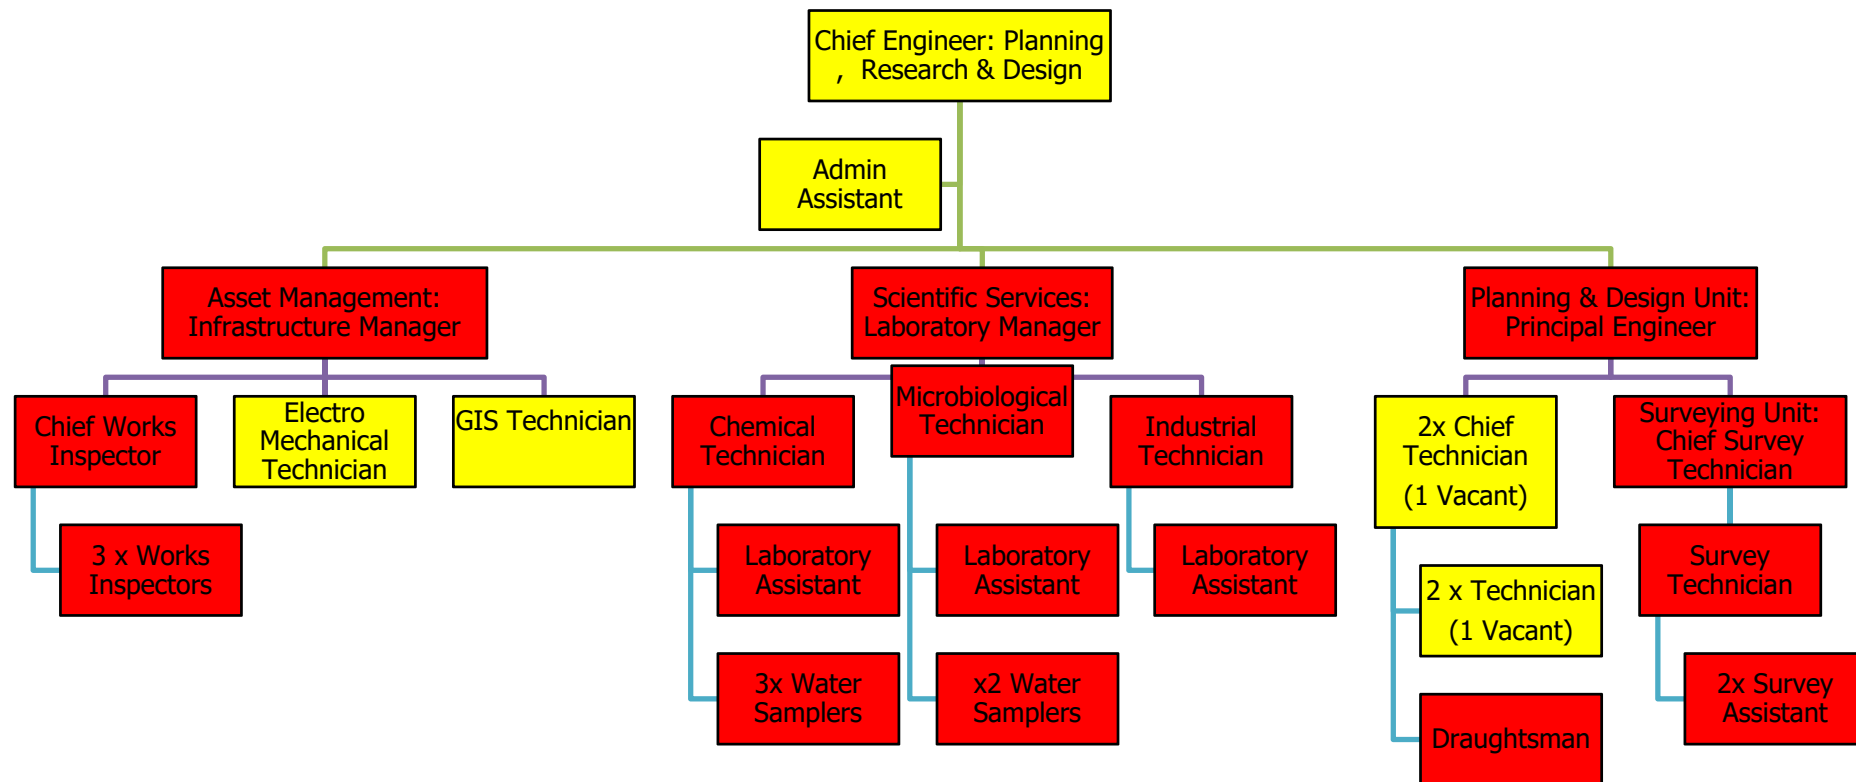 Chief Engineer: Planning
, Research & Design
Admin
Assistant
Asset Management:
Infrastructure Manager
Scientific Services:
Laboratory Manager
Planning & Design Unit:
Principal Engineer
Chief Works
Inspector
Electro
Mechanical
Technician
GIS Technician
Chemical
Technician
Microbiological
Technician
Industrial
Technician
2x Chief
Technician
(1 Vacant)
Surveying Unit:
Chief Survey
Technician
3 x Works
Inspectors
Laboratory
Assistant
Laboratory
Assistant
Laboratory
Assistant
2 x Technician
(1 Vacant)
Survey
Technician
3x Water
Samplers
x2 Water
Samplers
Draughtsman
2x Survey
Assistant